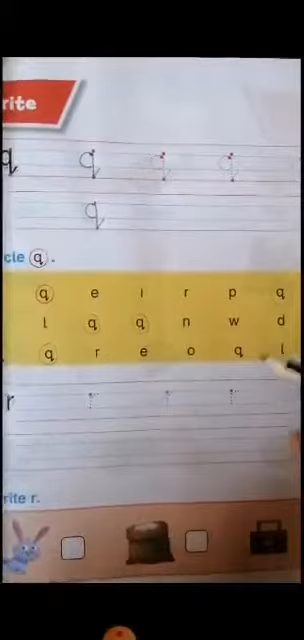 rite
q q q q
q
cle q .
q e i r p q
l q q n w d
q r e o q l
r r r r
rite r.